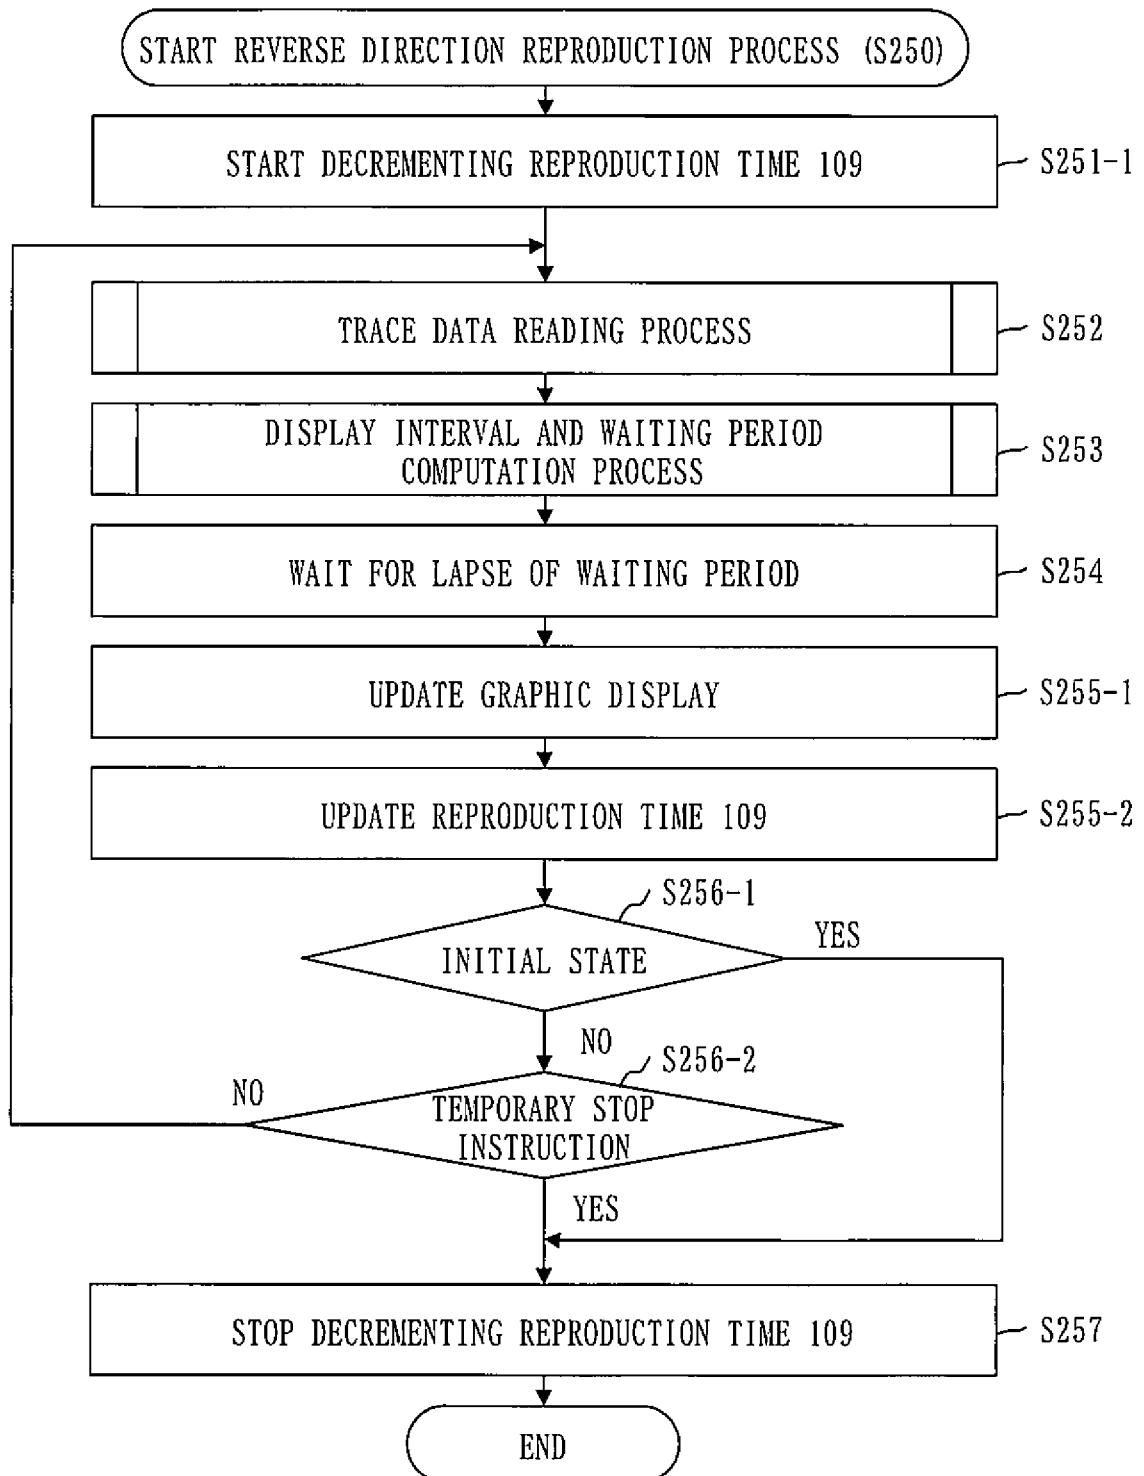 START REVERSE DIRECTION REPRODUCTION PROCESS (S250)
START DECREMENTING REPRODUCTION TIME 109
S251-1
TRACE DATA READING PROCESS
S252
DISPLAY INTERVAL AND WAITING PERIOD
COMPUTATION PROCESS
S253
WAIT FOR LAPSE OF WAITING PERIOD
S254
UPDATE GRAPHIC DISPLAY
S255-1
UPDATE REPRODUCTION TIME 109
S255-2
S256-1
YES
INITIAL STATE
NO
S256-2
NO
TEMPORARY STOP
INSTRUCTION
YES
STOP DECREMENTING REPRODUCTION TIME 109
S257
END